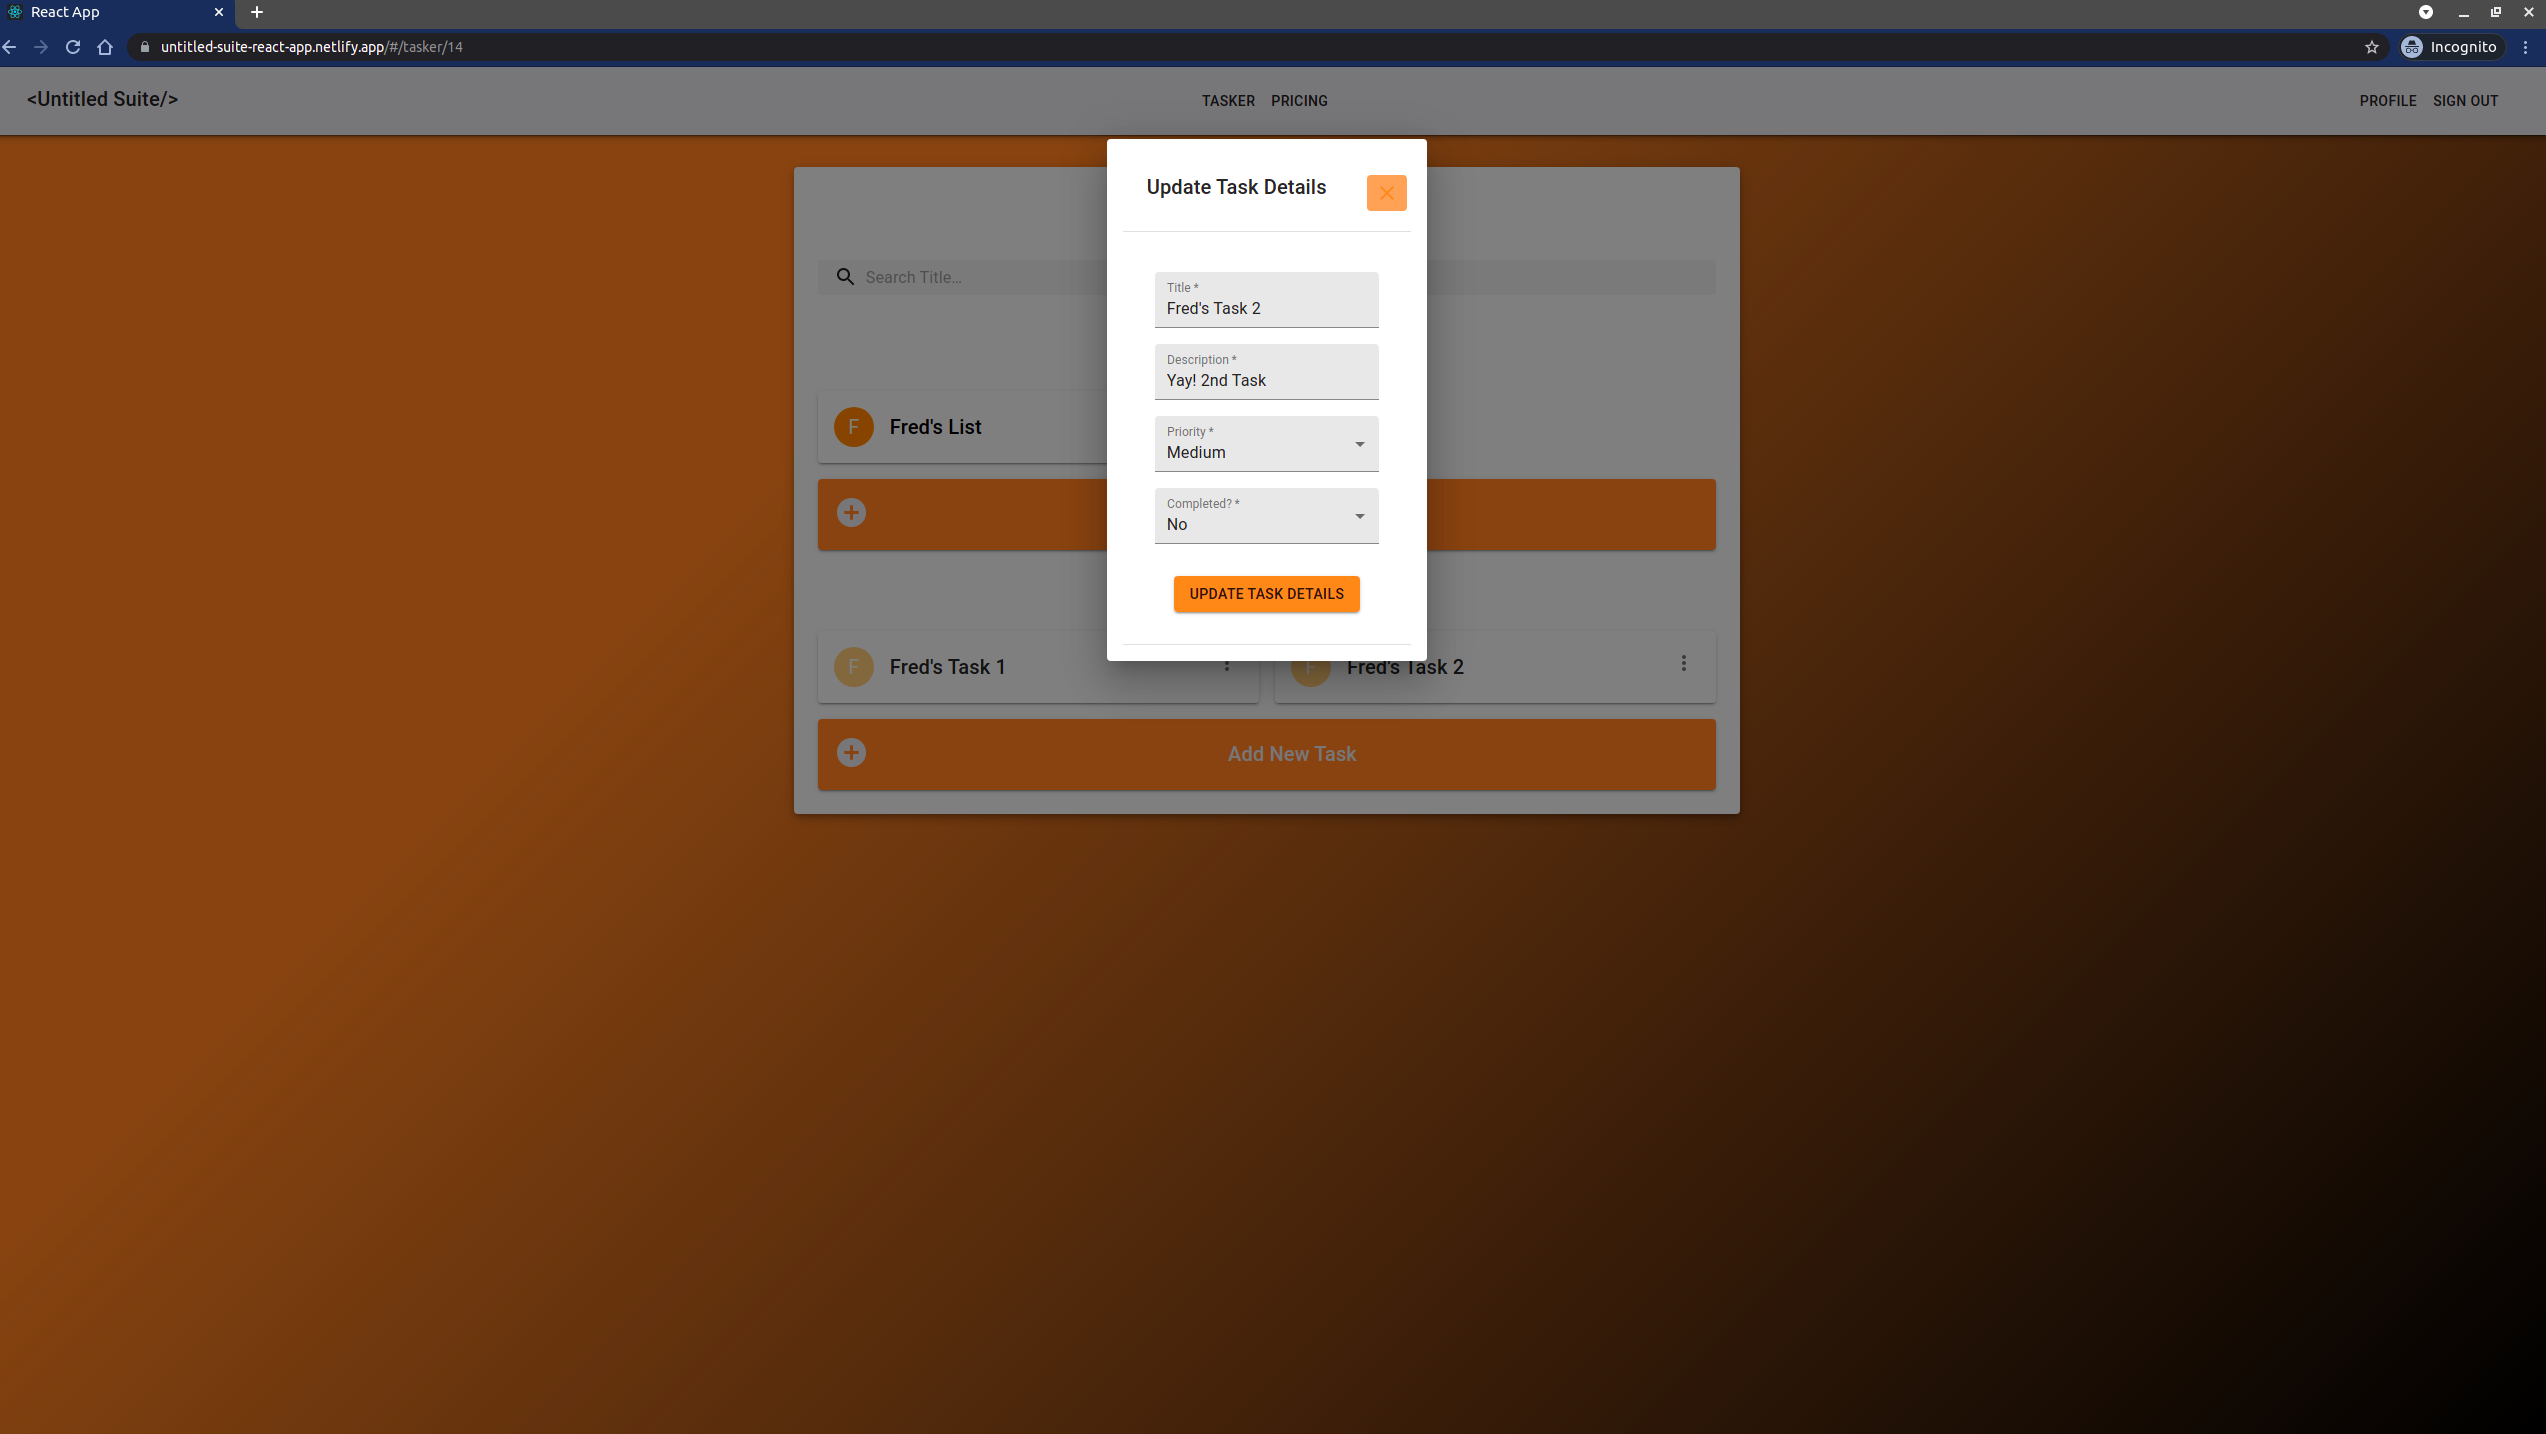 React App
untitled-suite-react-app.netlify.app/#/tasker/14
Incognito
<Untitled Suite/>
TASKER PRICING
PROFILE SIGN OUT
Update Task Details
Search Title...
Title *
Fred's Task 2
Description *
Yay! 2nd Task
Priority *
Medium
F Fred's List
Completed? *
No
UPDATE TASK DETAILS
F Fred's Task 1
F Fred's Task 2
Add New Task